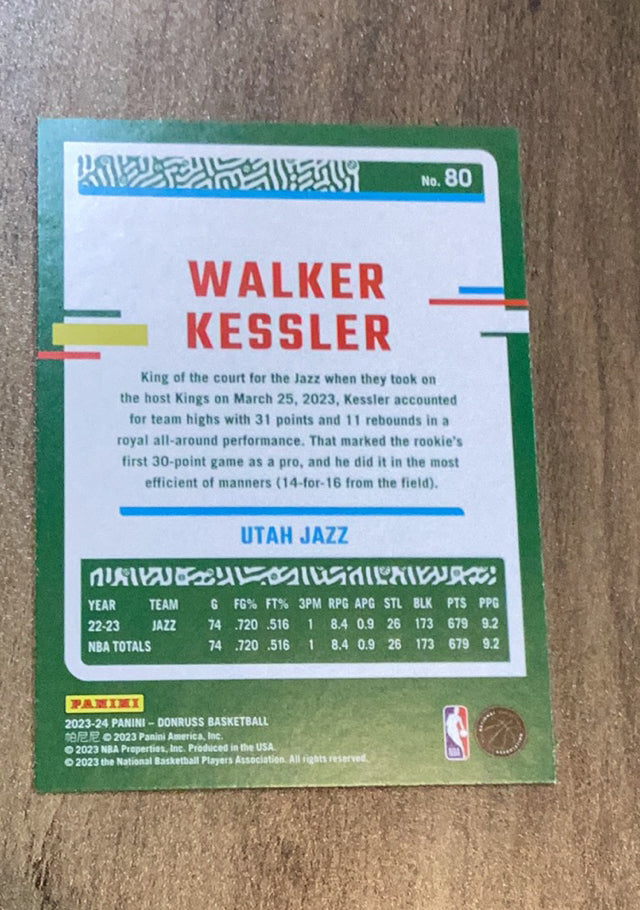 No. 80
WALKER
KESSLER
King of the court for the Jazz when they took on
the host Kings on March 25, 2023, Kessler accounted
for team highs with 31 points and 11 rebounds in a
royal all-around performance. That marked the rookie's
first 30-point game as a pro, and he did it in the most
efficient of manners (14-for-16 from the field).
UTAH JAZZ
YEAR TEAM G FG% FT% 3PM RPG APG STL BLK PTS PPG
22-23 JAZZ 74 .720 .516 1 8.4 0.9 26 173 679 9.2
NBA TOTALS 74 .720 .516 1 8.4 0.9 26 173 679 9.2
PANINI
2023-24 PANINI – DONRUSS BASKETBALL
帕尼尼 © 2023 Panini America, Inc.
© 2023 NBA Properties, Inc. Produced in the USA.
© 2023 the National Basketball Players Association. All rights reserved.
NBA